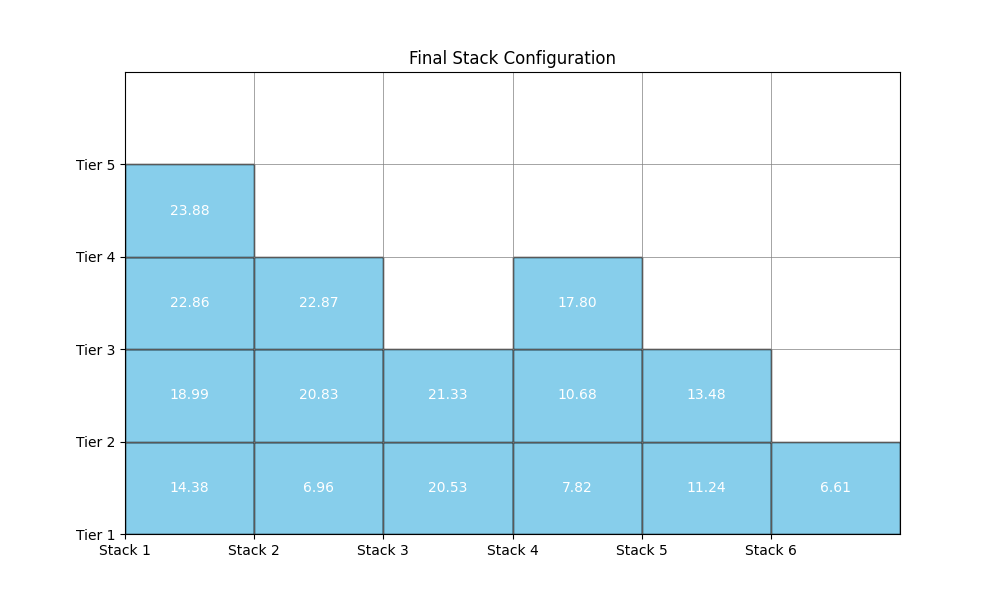 Final Stack Configuration
Tier 5
23.88
Tier 4
22.86 22.87 17.80
Tier 3
18.99 20.83 21.33 10.68 13.48
Tier 2
14.38 6.96 20.53 7.82 11.24 6.61
Tier 1
Stack 1 Stack 2 Stack 3 Stack 4 Stack 5 Stack 6